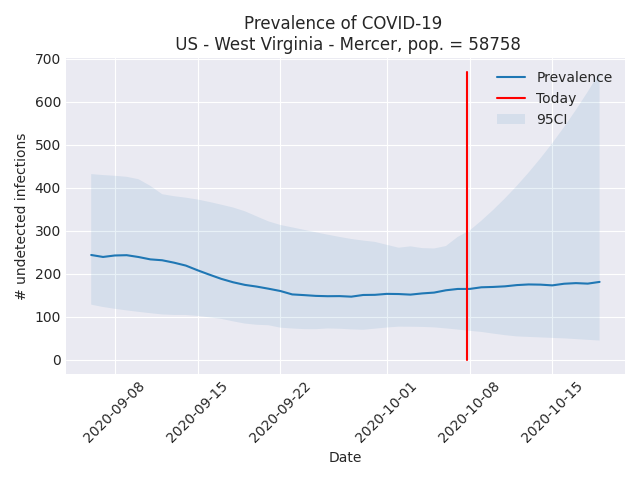 Prevalence of COVID-19
US - West Virginia - Mercer, pop. = 58758
700
600
500
400
300
200
100
0
# undetected infections
Prevalence
Today
95CI
2020-09-08
2020-09-15
2020-09-22
2020-10-01
2020-10-08
2020-10-15
Date